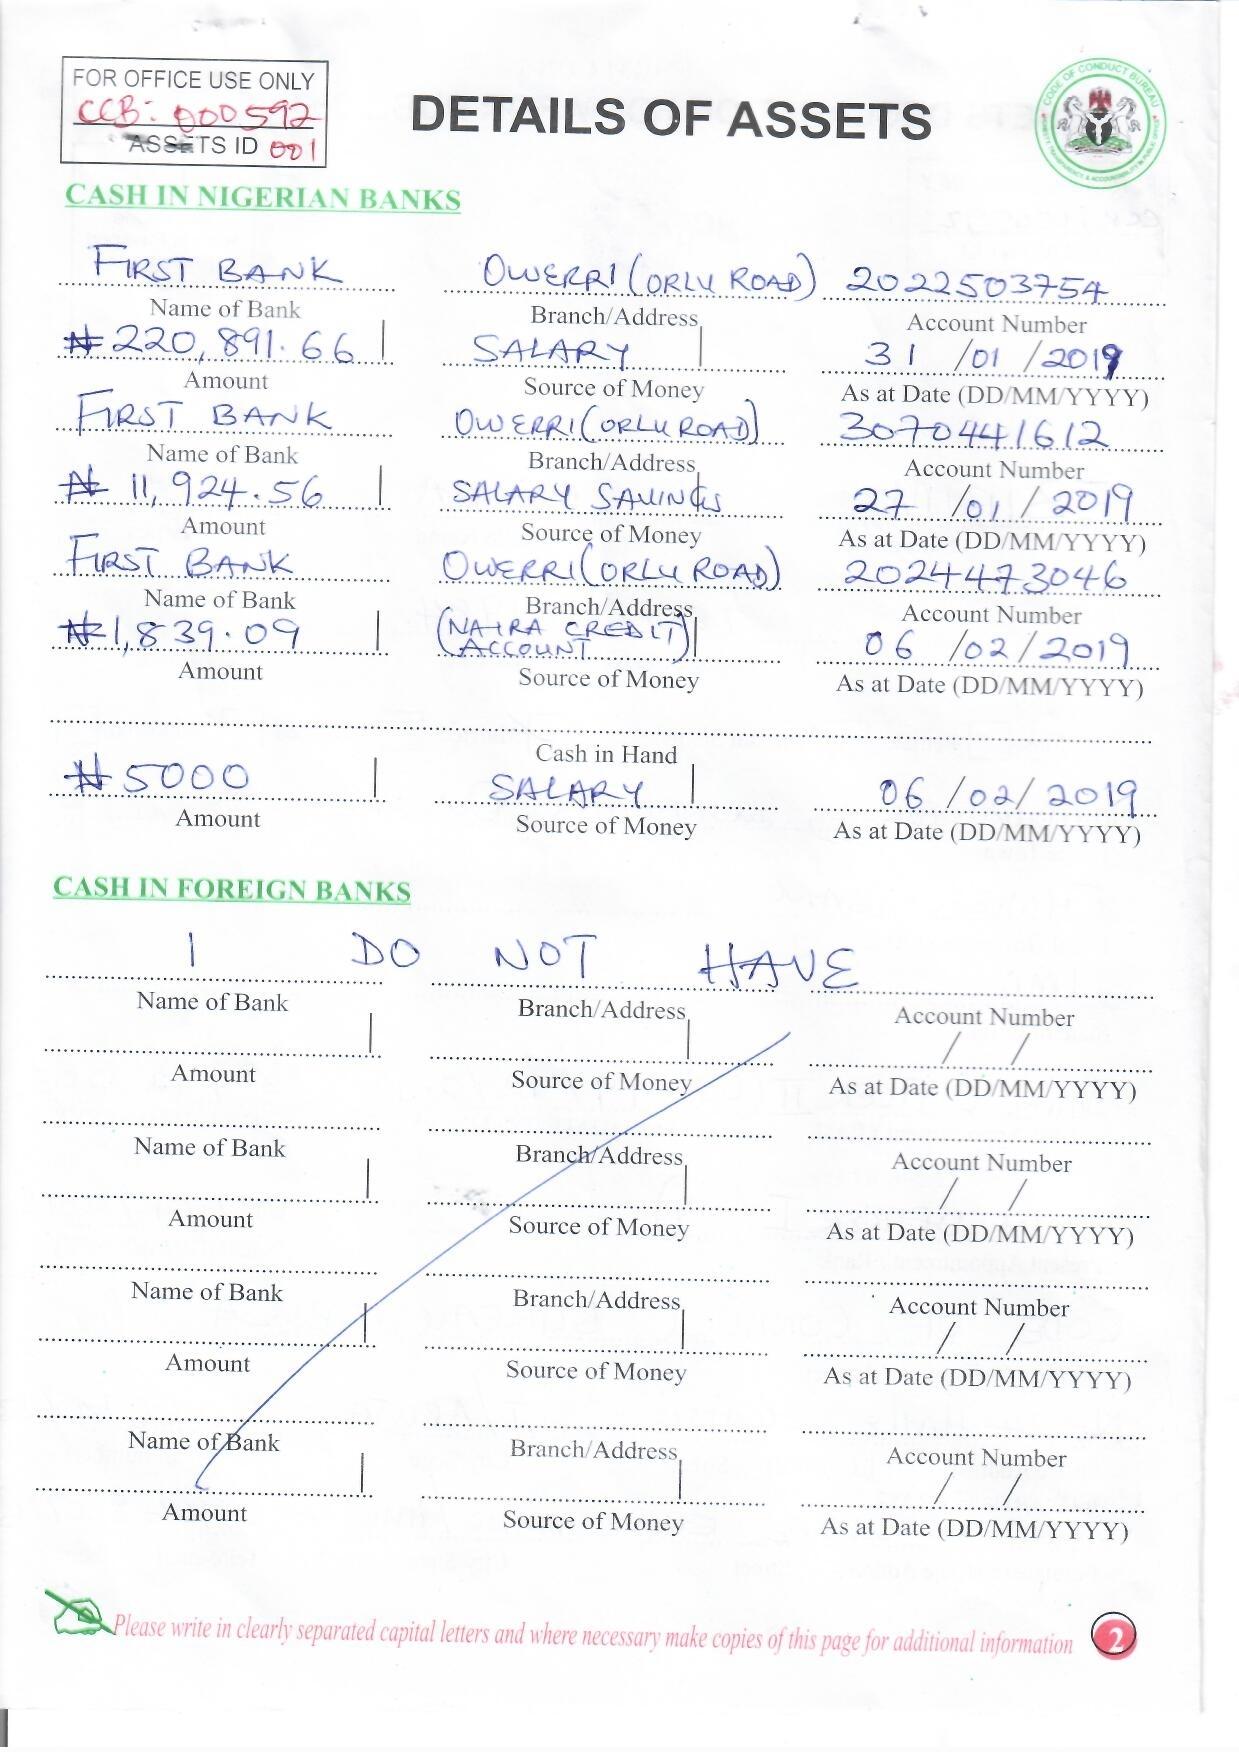 FOR OFFICE USE ONLY
CCB: 000592
ASSETS ID 001
DETAILS OF ASSETS
CODE OF CONDUCT BUREAU
CASH IN NIGERIAN BANKS
FIRST BANK OWERRI (ORLU ROAD) 2022503754
Name of Bank Branch/Address Account Number
₦220,891.66 SALARY 31/01/2019
Amount Source of Money As at Date (DD/MM/YYYY)
FIRST BANK OWERRI (ORLU ROAD) 3070441612
Name of Bank Branch/Address Account Number
₦ 11,924.56 SALARY SAVINGS 27/01/2019
Amount Source of Money As at Date (DD/MM/YYYY)
FIRST BANK OWERRI (ORLU ROAD) 2024473046
Name of Bank Branch/Address Account Number
₦1,839.09 (NAIRA CREDIT ACCOUNT) 06/02/2019
Amount Source of Money As at Date (DD/MM/YYYY)
Cash in Hand
₦5000 SALARY 06/02/2019
Amount Source of Money As at Date (DD/MM/YYYY)
CASH IN FOREIGN BANKS
I DO NOT HAVE
Name of Bank Branch/Address Account Number
/ /
Amount Source of Money As at Date (DD/MM/YYYY)
Name of Bank Branch/Address Account Number
/ /
Amount Source of Money As at Date (DD/MM/YYYY)
Name of Bank Branch/Address Account Number
/ /
Amount Source of Money As at Date (DD/MM/YYYY)
Name of Bank Branch/Address Account Number
/ /
Amount Source of Money As at Date (DD/MM/YYYY)
Please write in clearly separated capital letters and where necessary make copies of this page for additional information 2